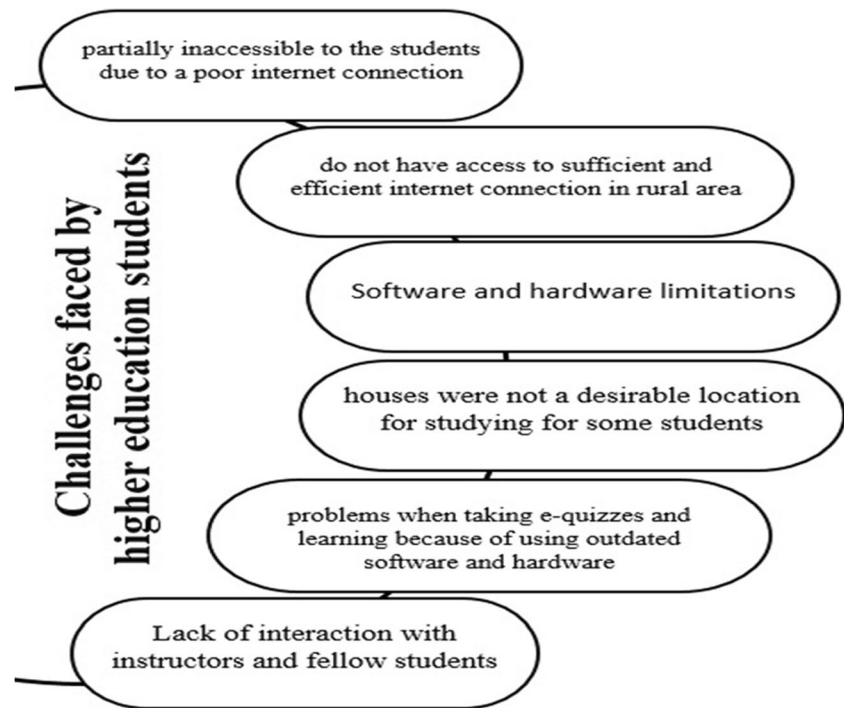 Challenges faced by
higher education students
partially inaccessible to the students
due to a poor internet connection
do not have access to sufficient and
efficient internet connection in rural area
Software and hardware limitations
houses were not a desirable location
for studying for some students
problems when taking e-quizzes and
learning because of using outdated
software and hardware
Lack of interaction with
instructors and fellow students